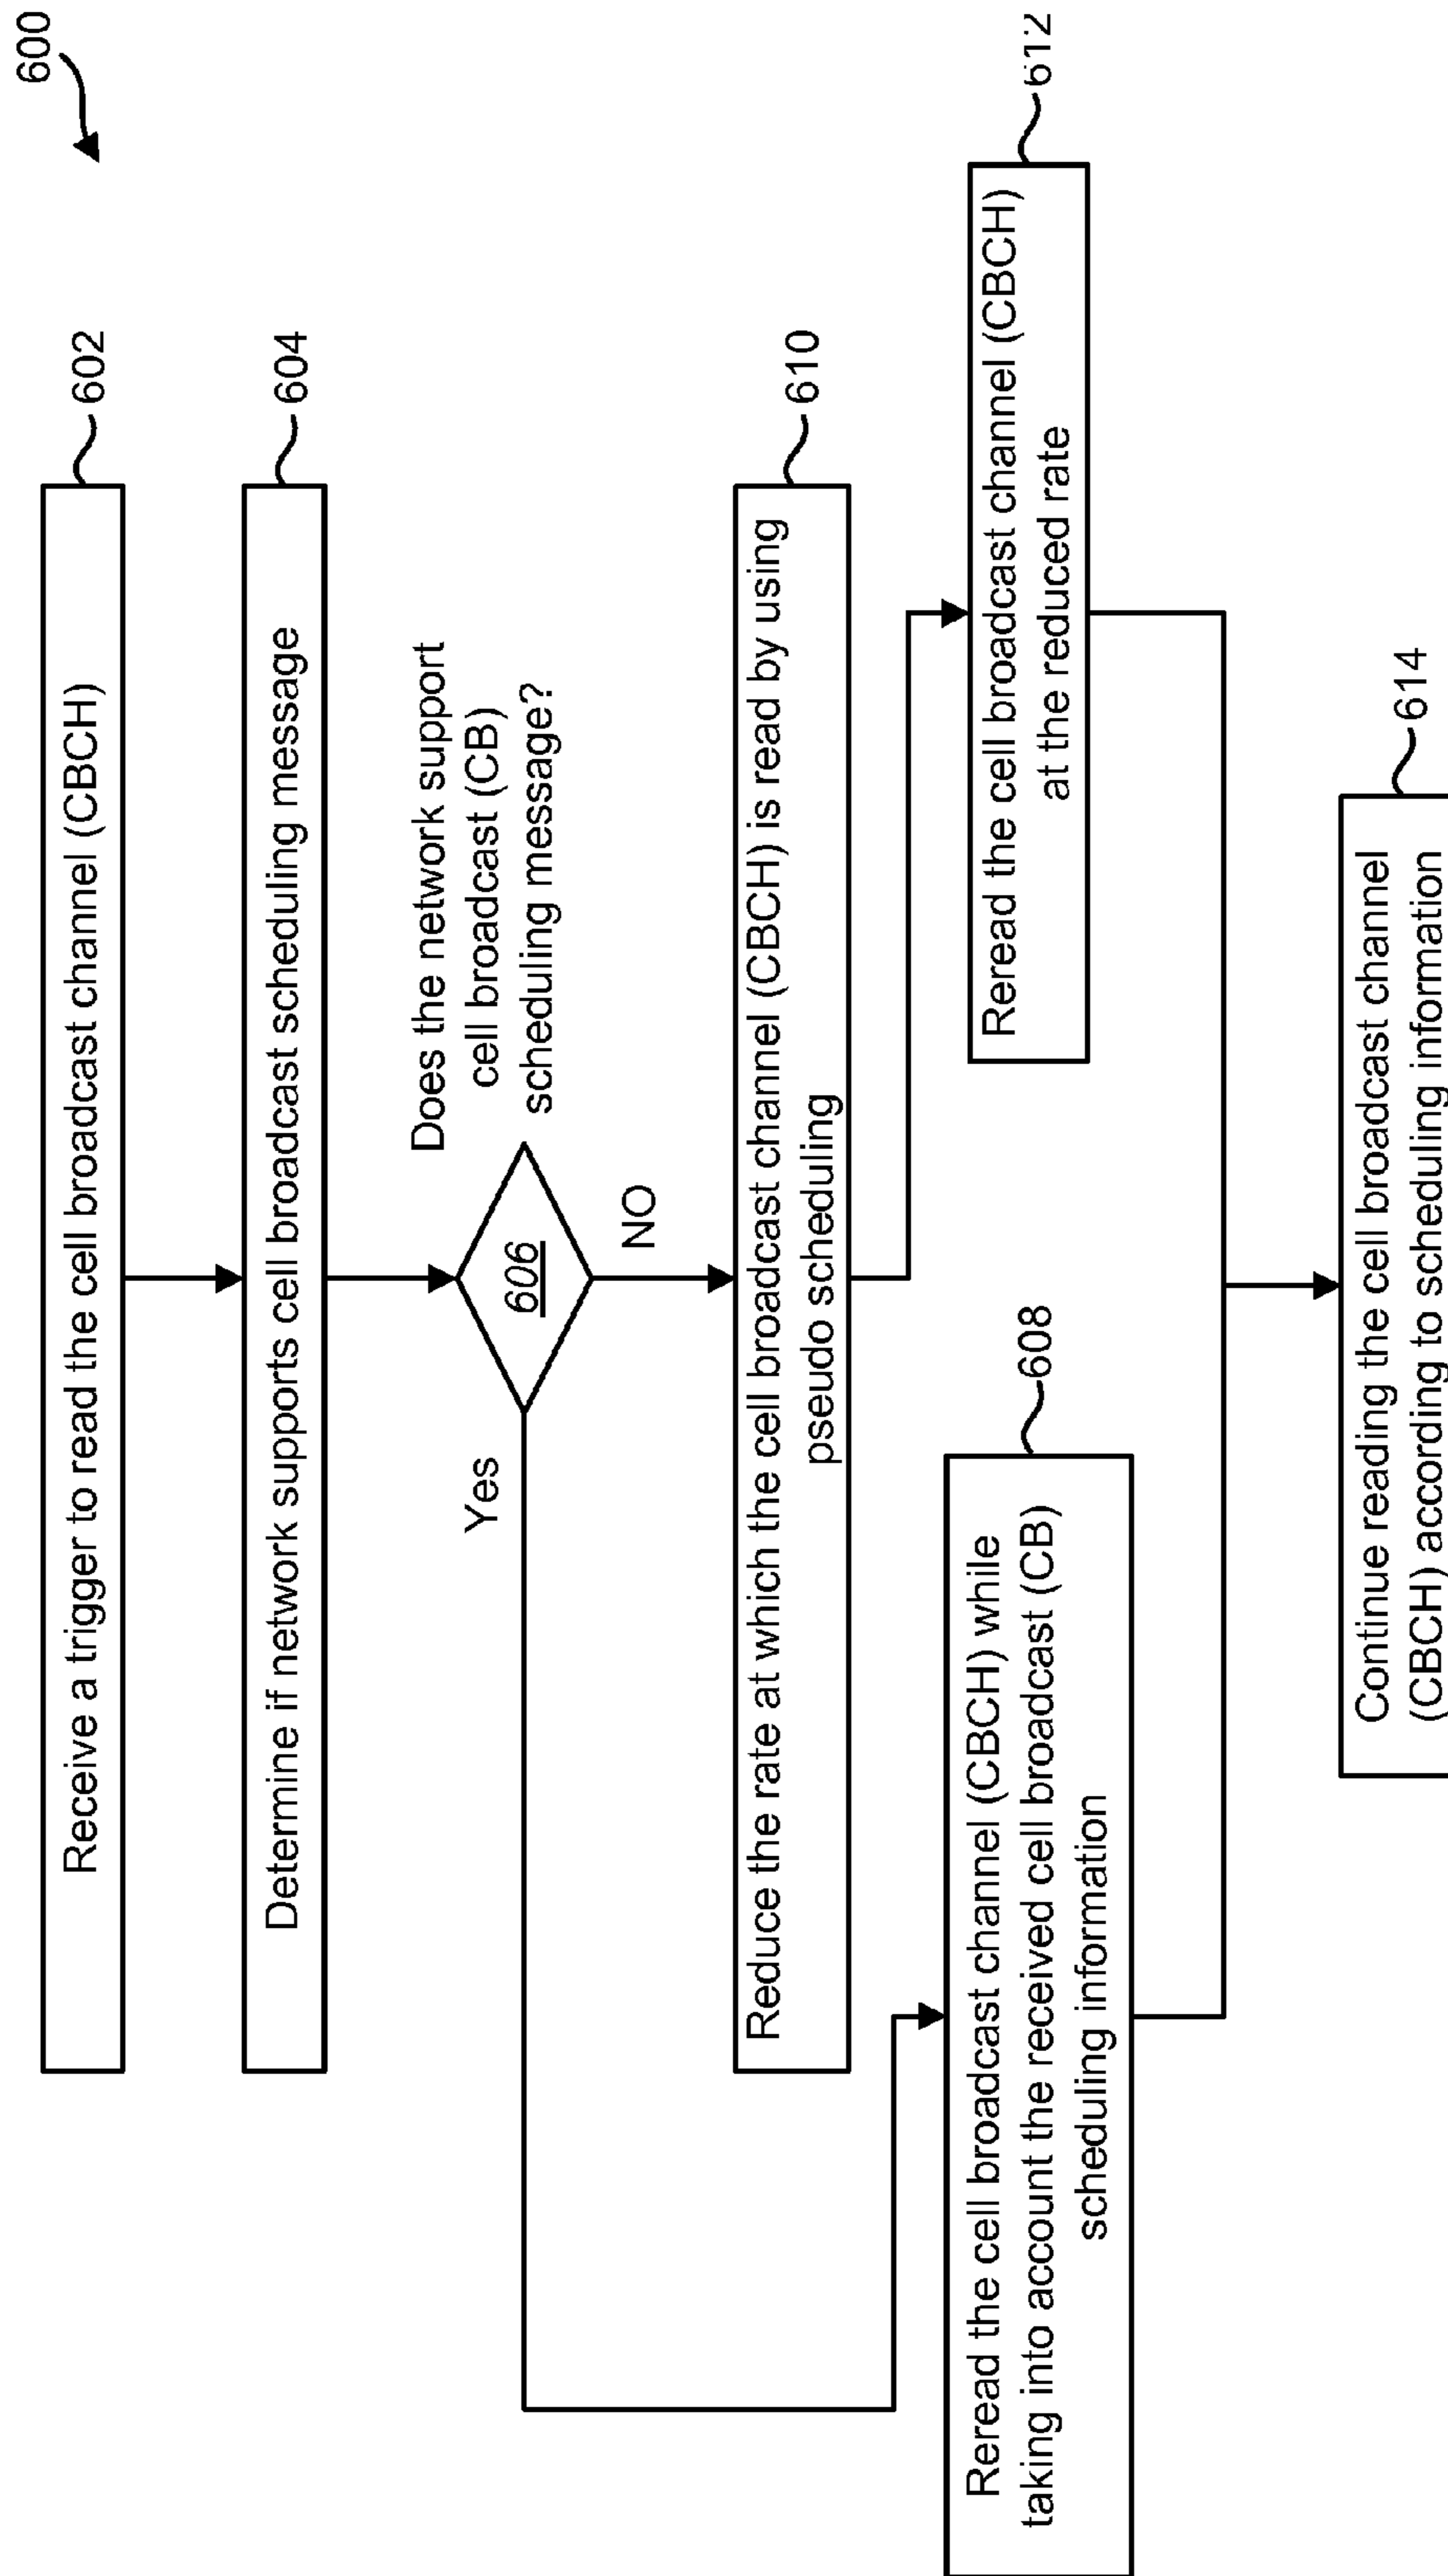 600
Receive a trigger to read the cell broadcast channel (CBCH)
602
Determine if network supports cell broadcast scheduling message
604
Does the network support
cell broadcast (CB)
scheduling message?
606
Yes
NO
Reduce the rate at which the cell broadcast channel (CBCH) is read by using
pseudo scheduling
610
Reread the cell broadcast channel (CBCH) while
taking into account the received cell broadcast (CB)
scheduling information
608
Reread the cell broadcast channel (CBCH)
at the reduced rate
612
Continue reading the cell broadcast channel
(CBCH) according to scheduling information
614